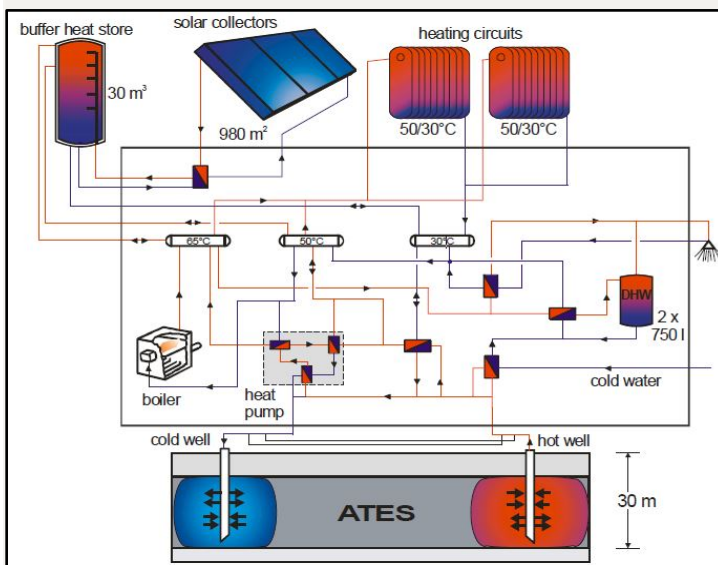 solar collectors
buffer heat store
heating circuits
30 m³
980 m²
50/30°C
50/30°C
65°C
50°C
30°C
DHW
2 x
750 l
boiler
heat
pump
cold water
cold well
hot well
ATES
30 m